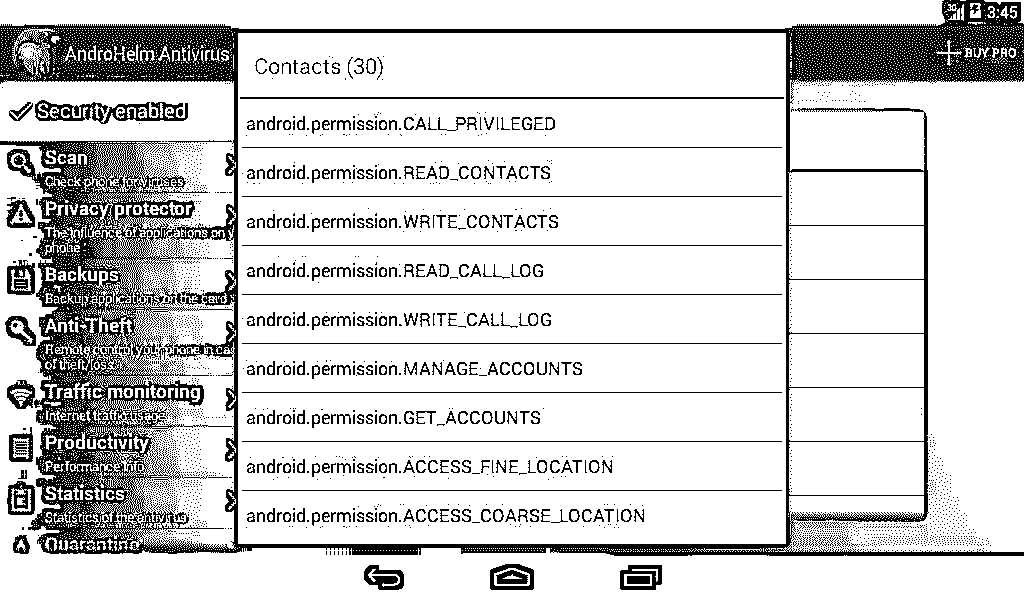 3G 3:45
AndroHelm Antivirus
BUY PRO
Contacts (30)
Security enabled
android.permission.CALL_PRIVILEGED
android.permission.READ_CONTACTS
android.permission.WRITE_CONTACTS
android.permission.READ_CALL_LOG
android.permission.WRITE_CALL_LOG
android.permission.MANAGE_ACCOUNTS
android.permission.GET_ACCOUNTS
android.permission.ACCESS_FINE_LOCATION
android.permission.ACCESS_COARSE_LOCATION
Scan
Check phone for viruses
Privacy protector
The influence of applications on y
phone
Backups
Backup applications on the card
Anti-Theft
Remote control your phone in cas
of theft/loss
Traffic monitoring
Internet traffic usage
Productivity
Performance info
Statistics
Statistics of the antivirus
Quarantine